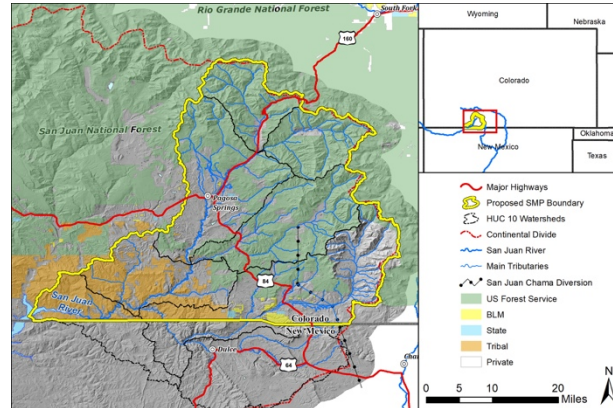 Rio Grande National Forest
South Fork
160
San Juan National Forest
Pagosa
Springs
84
San Juan
River
Colorado
New Mexico
Dulce
64
Wyoming
Nebraska
Colorado
Oklahoma
New Mexico
Texas
Major Highways
Proposed SMP Boundary
HUC 10 Watersheds
Continental Divide
San Juan River
Main Tributaries
San Juan Chama Diversion
US Forest Service
BLM
State
Tribal
Private
N
0 10 20
Miles